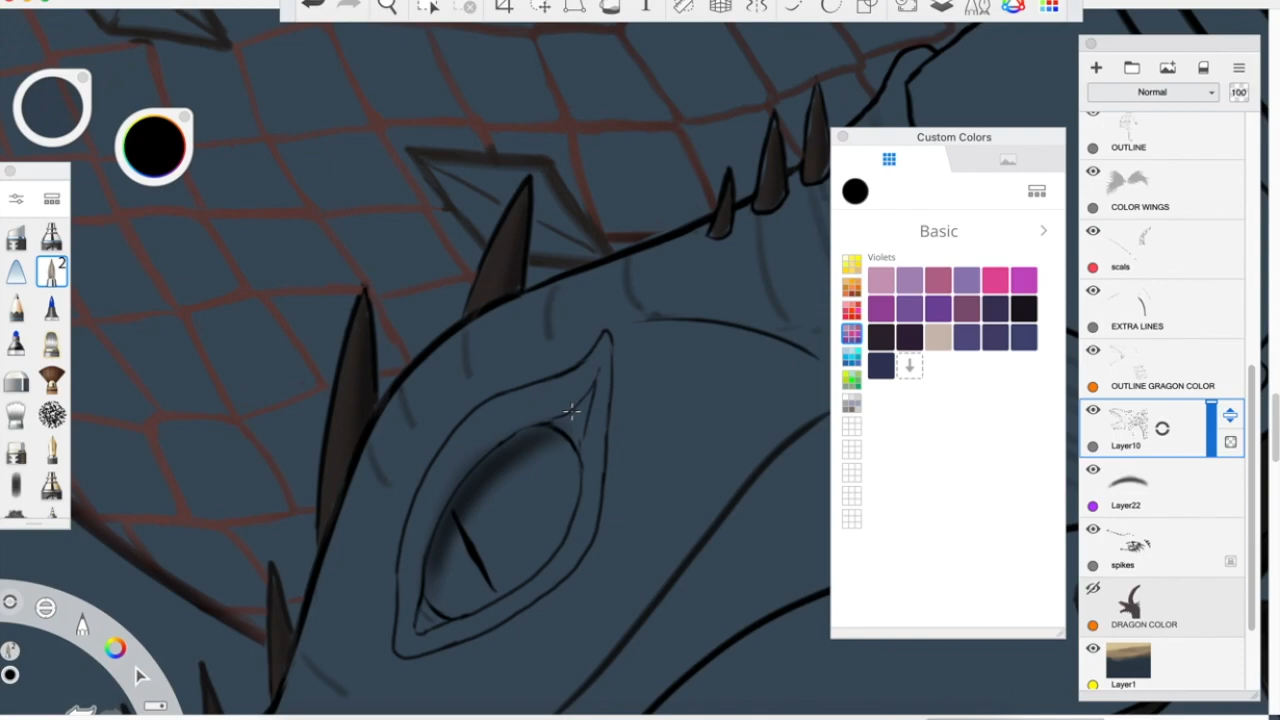 Normal
100
OUTLINE
Custom Colors
2
COLOR WINGS
Basic
Violets
scals
EXTRA LINES
OUTLINE GRAGON COLOR
Layer10
Layer22
spikes
DRAGON COLOR
Layer1